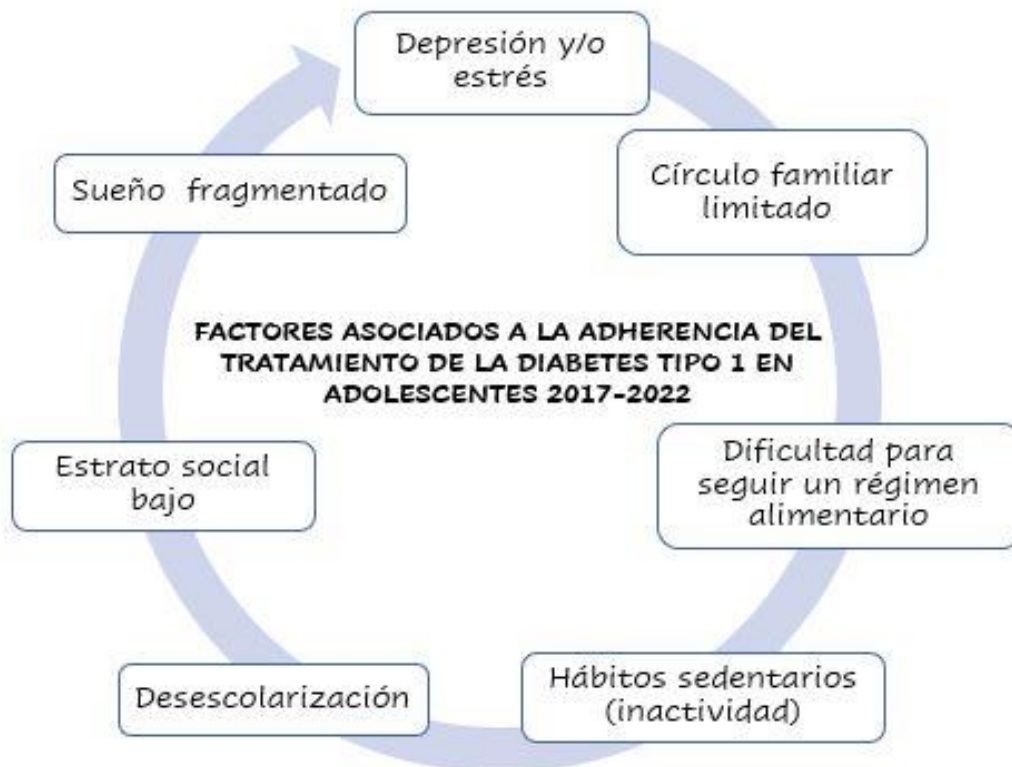 Depresión y/o
estrés
Círculo familiar
limitado
Dificultad para
seguir un régimen
alimentario
Hábitos sedentarios
(inactividad)
Desescolarización
Estrato social
bajo
Sueño fragmentado
FACTORES ASOCIADOS A LA ADHERENCIA DEL
TRATAMIENTO DE LA DIABETES TIPO 1 EN
ADOLESCENTES 2017-2022